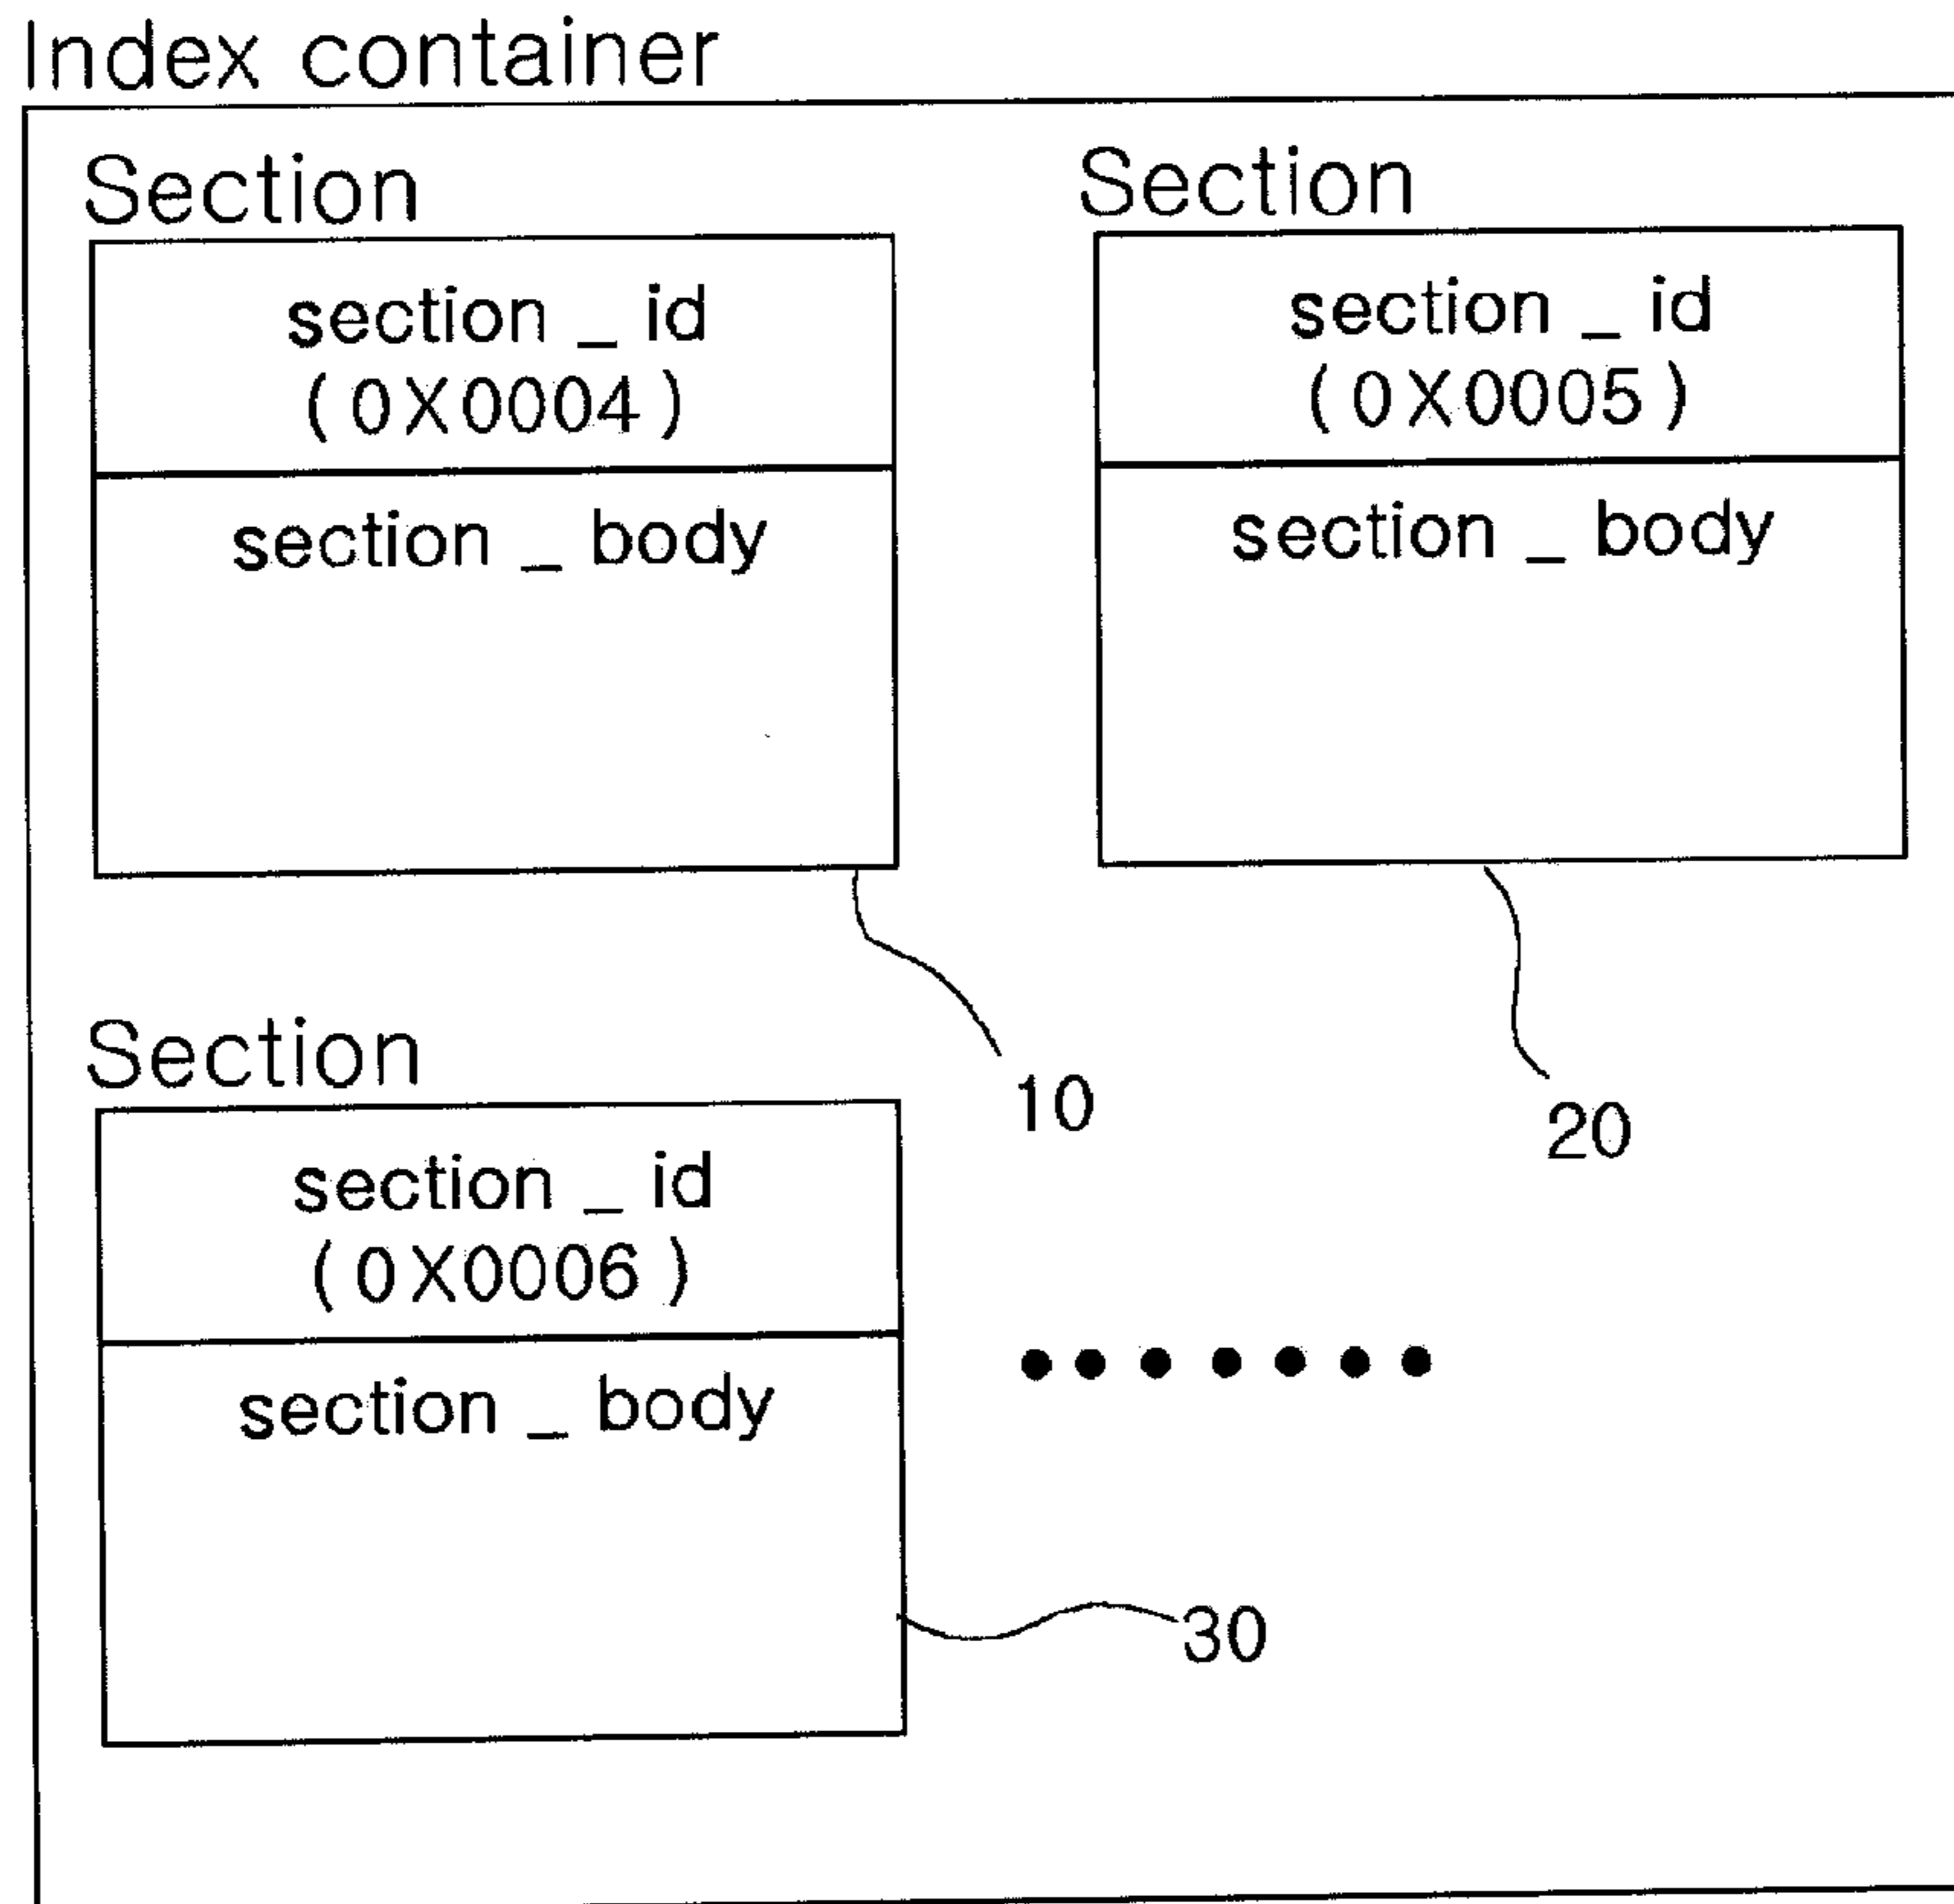 Index container
Section
section _ id
( 0X0004 )
section _ body
10
Section
section _ id
( 0X0005 )
section _ body
20
Section
section _ id
( 0X0006 )
section _ body
30